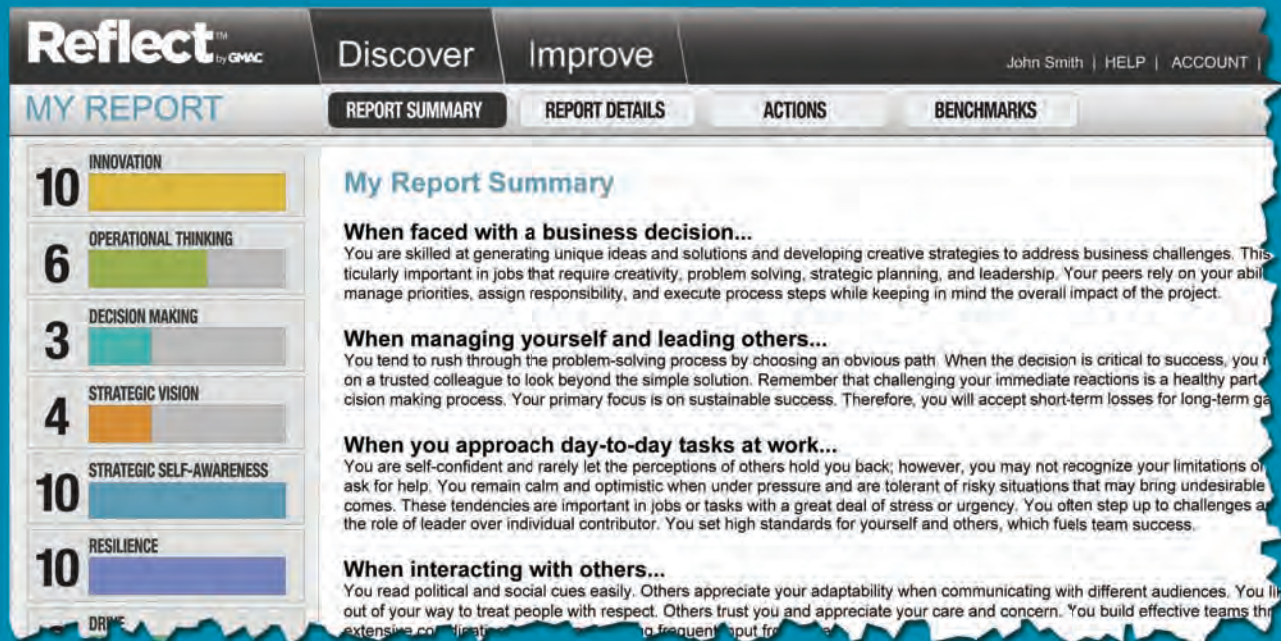 Reflect™ by GMAC
Discover
Improve
John Smith | HELP | ACCOUNT |
MY REPORT
REPORT SUMMARY
REPORT DETAILS
ACTIONS
BENCHMARKS
10 INNOVATION
6 OPERATIONAL THINKING
3 DECISION MAKING
4 STRATEGIC VISION
10 STRATEGIC SELF-AWARENESS
10 RESILIENCE
DRIVE
My Report Summary
When faced with a business decision...
You are skilled at generating unique ideas and solutions and developing creative strategies to address business challenges. This
ticularly important in jobs that require creativity, problem solving, strategic planning, and leadership. Your peers rely on your abil
manage priorities, assign responsibility, and execute process steps while keeping in mind the overall impact of the project.
When managing yourself and leading others...
You tend to rush through the problem-solving process by choosing an obvious path. When the decision is critical to success, you
on a trusted colleague to look beyond the simple solution. Remember that challenging your immediate reactions is a healthy part
cision making process. Your primary focus is on sustainable success. Therefore, you will accept short-term losses for long-term ga
When you approach day-to-day tasks at work...
You are self-confident and rarely let the perceptions of others hold you back; however, you may not recognize your limitations or
ask for help. You remain calm and optimistic when under pressure and are tolerant of risky situations that may bring undesirable
comes. These tendencies are important in jobs or tasks with a great deal of stress or urgency. You often step up to challenges
the role of leader over individual contributor. You set high standards for yourself and others, which fuels team success.
When interacting with others...
You read political and social cues easily. Others appreciate your adaptability when communicating with different audiences. You
out of your way to treat people with respect. Others trust you and appreciate your care and concern. You build effective teams
extensive frequent input